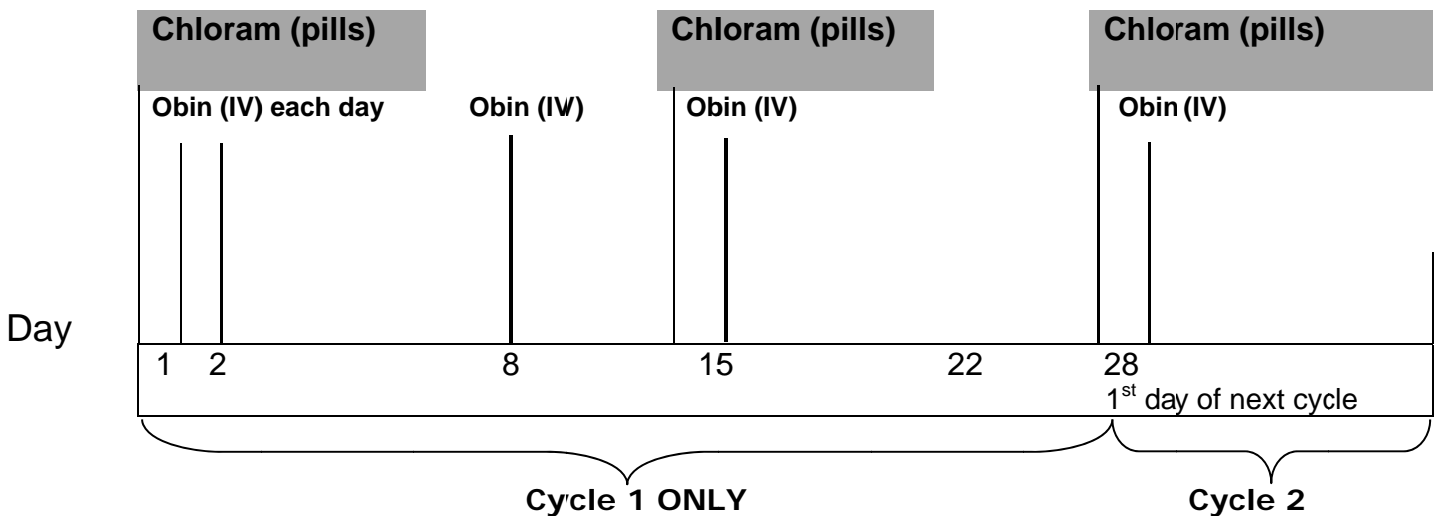 Chloram (pills) Chloram (pills) Chloram (pills)
Obin (IV) each day Obin (IV) Obin (IV) Obin (IV)
Day
1 2 8 15 22 28
1st day of next cycle
Cycle 1 ONLY Cycle 2